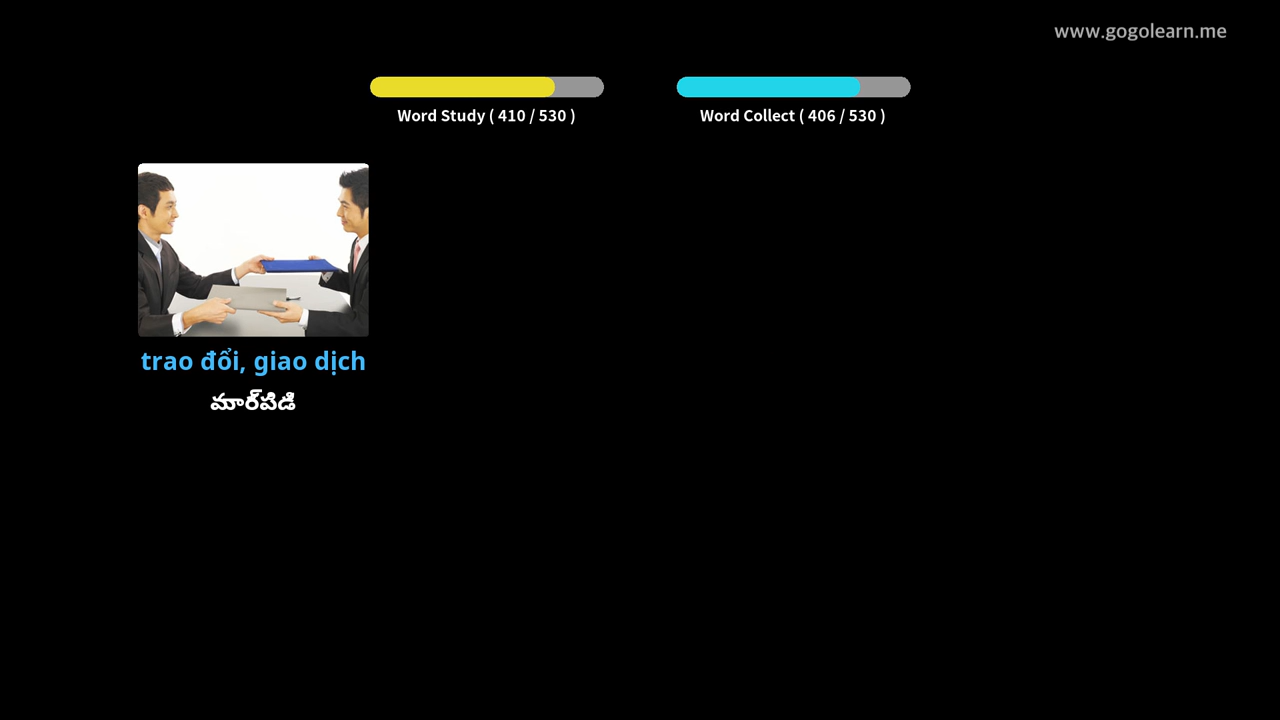 www.gogolearn.me
Word Study ( 410 / 530 )
Word Collect ( 406 / 530 )
trao đổi, giao dịch
మార్‌పిడి